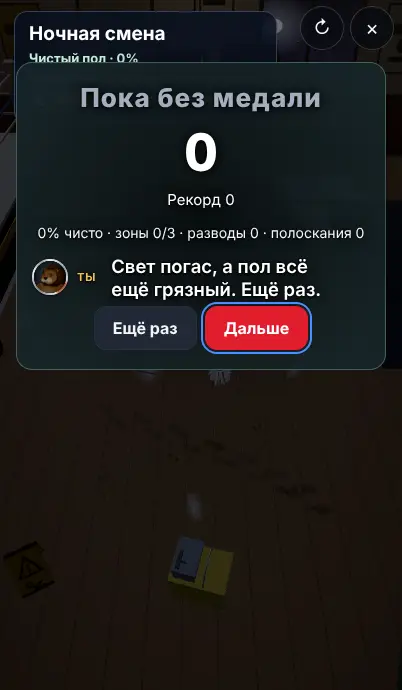 Ночная смена
Чистый пол · 0%
Пока без медали
0
Рекорд 0
0% чисто · зоны 0/3 · разводы 0 · полоскания 0
ТЫ
Свет погас, а пол всё
ещё грязный. Ещё раз.
Ещё раз
Дальше